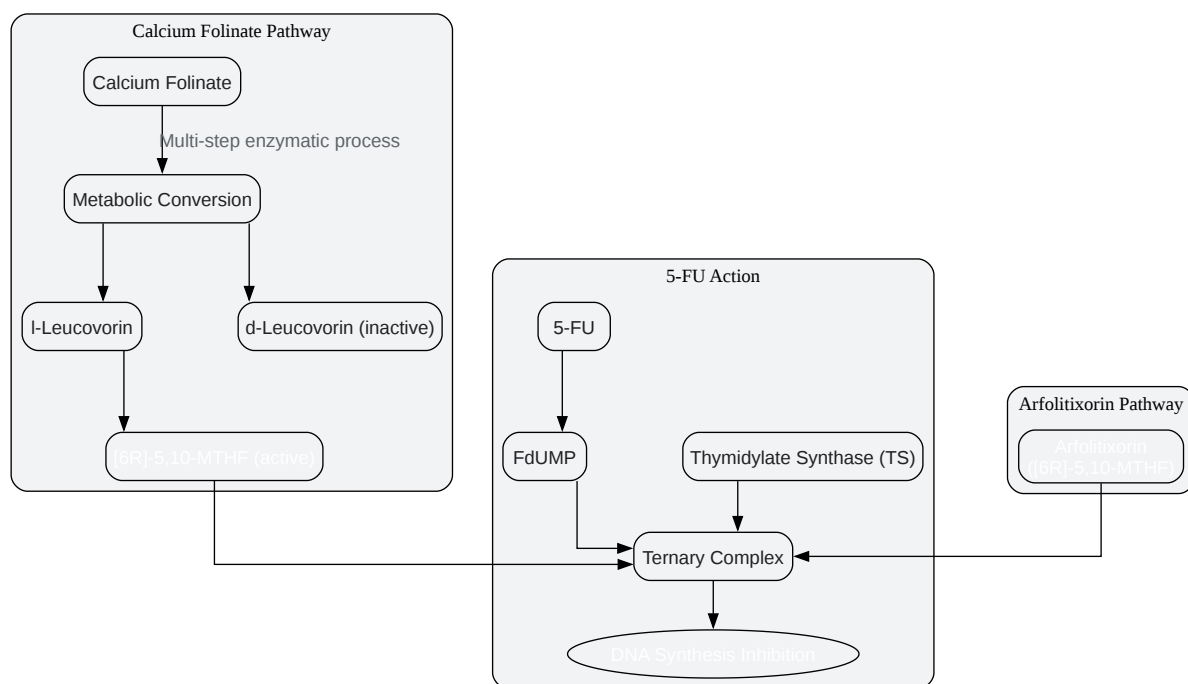 Calcium Folinate Pathway
Calcium Folinate
Multi-step enzymatic process
Metabolic Conversion
l-Leucovorin
d-Leucovorin (inactive)
[6R]-5,10-MTHF (active)
5-FU Action
5-FU
FdUMP
Thymidylate Synthase (TS)
Ternary Complex
DNA Synthesis Inhibition
Arfolitixorin Pathway
Arfolitixorin
([6R]-5,10-MTHF)